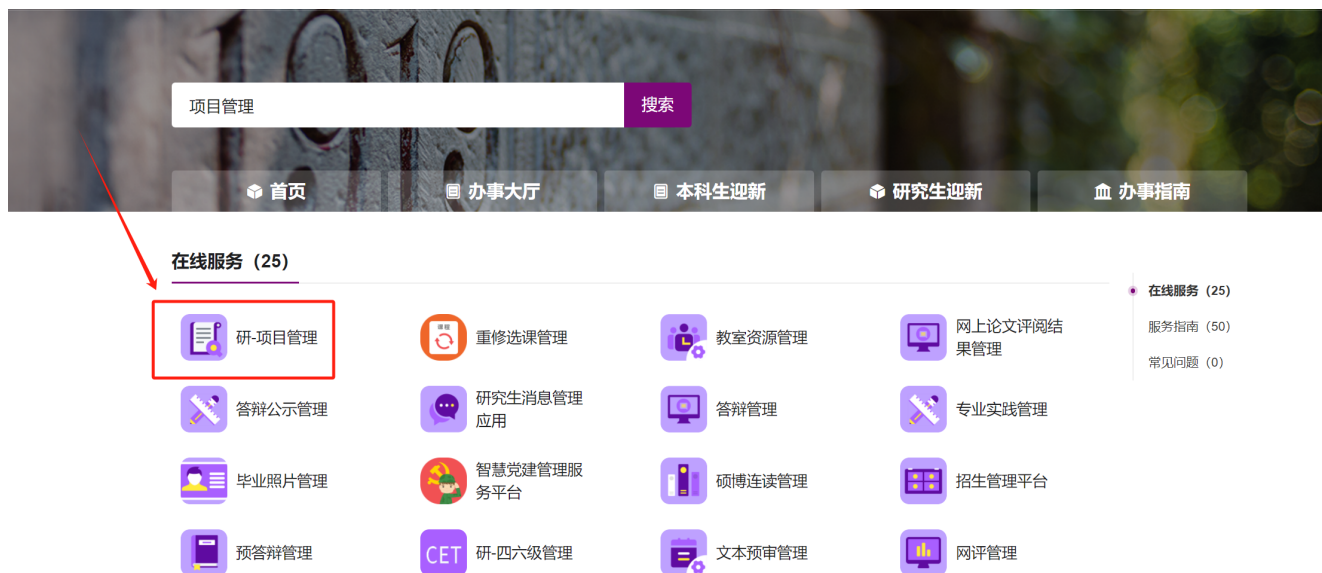 1919
项目管理
搜索
首页
办事大厅
本科生迎新
研究生迎新
办事指南
在线服务（25）
在线服务（25）
服务指南（50）
常见问题（0）
研-项目管理
课程
重修选课管理
教室资源管理
网上论文评阅结
果管理
答辩公示管理
研究生消息管理
应用
答辩管理
专业实践管理
毕业照片管理
智慧党建管理服
务平台
硕博连读管理
招生管理平台
预答辩管理
CET
研-四六级管理
文本预审管理
网评管理